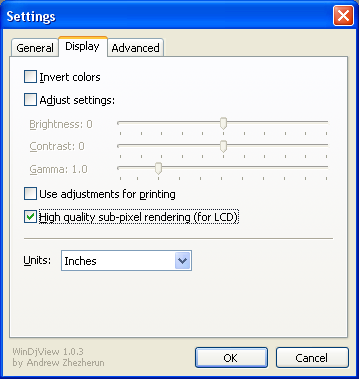 Settings
General Display Advanced
Invert colors
Adjust settings:
Brightness: 0
Contrast: 0
Gamma: 1.0
Use adjustments for printing
High quality sub-pixel rendering (for LCD)
Units: Inches
WinDjView 1.0.3
by Andrew Zhezherun
OK Cancel